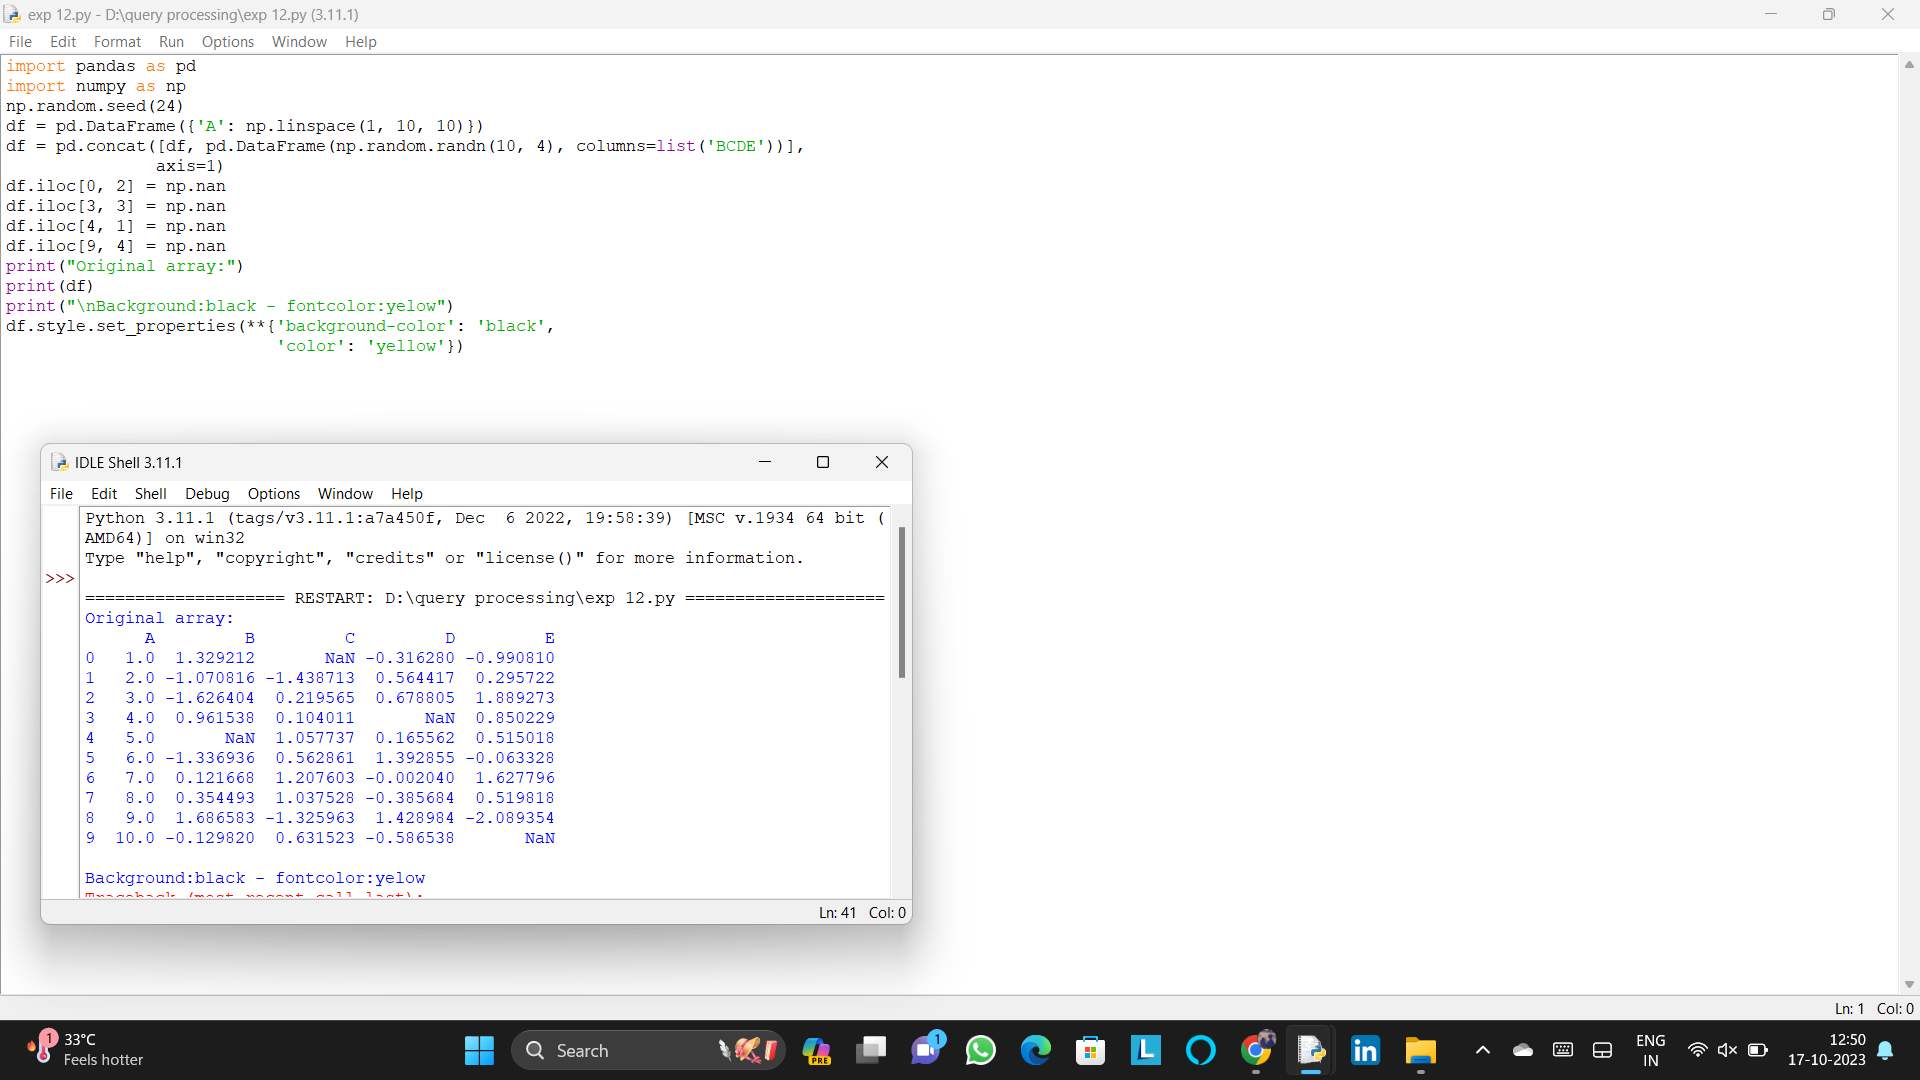 exp 12.py - D:\query processing\exp 12.py (3.11.1)
File Edit Format Run Options Window Help
import pandas as pd
import numpy as np
np.random.seed(24)
df = pd.DataFrame({'A': np.linspace(1, 10, 10)})
df = pd.concat([df, pd.DataFrame(np.random.randn(10, 4), columns=list('BCDE'))],
               axis=1)
df.iloc[0, 2] = np.nan
df.iloc[3, 3] = np.nan
df.iloc[4, 1] = np.nan
df.iloc[9, 4] = np.nan
print("Original array:")
print(df)
print("\nBackground:black - fontcolor:yelow")
df.style.set_properties(**{'background-color': 'black',
                           'color': 'yellow'})
IDLE Shell 3.11.1
File Edit Shell Debug Options Window Help
Python 3.11.1 (tags/v3.11.1:a7a450f, Dec  6 2022, 19:58:39) [MSC v.1934 64 bit (
AMD64)] on win32
Type "help", "copyright", "credits" or "license()" for more information.
>>>
==================== RESTART: D:\query processing\exp 12.py ====================
Original array:
      A         B         C         D         E
0   1.0  1.329212       NaN -0.316280 -0.990810
1   2.0 -1.070816 -1.438713  0.564417  0.295722
2   3.0 -1.626404  0.219565  0.678805  1.889273
3   4.0  0.961538  0.104011       NaN  0.850229
4   5.0       NaN  1.057737  0.165562  0.515018
5   6.0 -1.336936  0.562861  1.392855 -0.063328
6   7.0  0.121668  1.207603 -0.002040  1.627796
7   8.0  0.354493  1.037528 -0.385684  0.519818
8   9.0  1.686583 -1.325963  1.428984 -2.089354
9  10.0 -0.129820  0.631523 -0.586538       NaN
Background:black - fontcolor:yelow
Traceback (most recent call last):
Ln: 41 Col: 0
Ln: 1 Col: 0
1
33°C
Feels hotter
Search
PRE
1
L
in
ENG
IN
12:50
17-10-2023